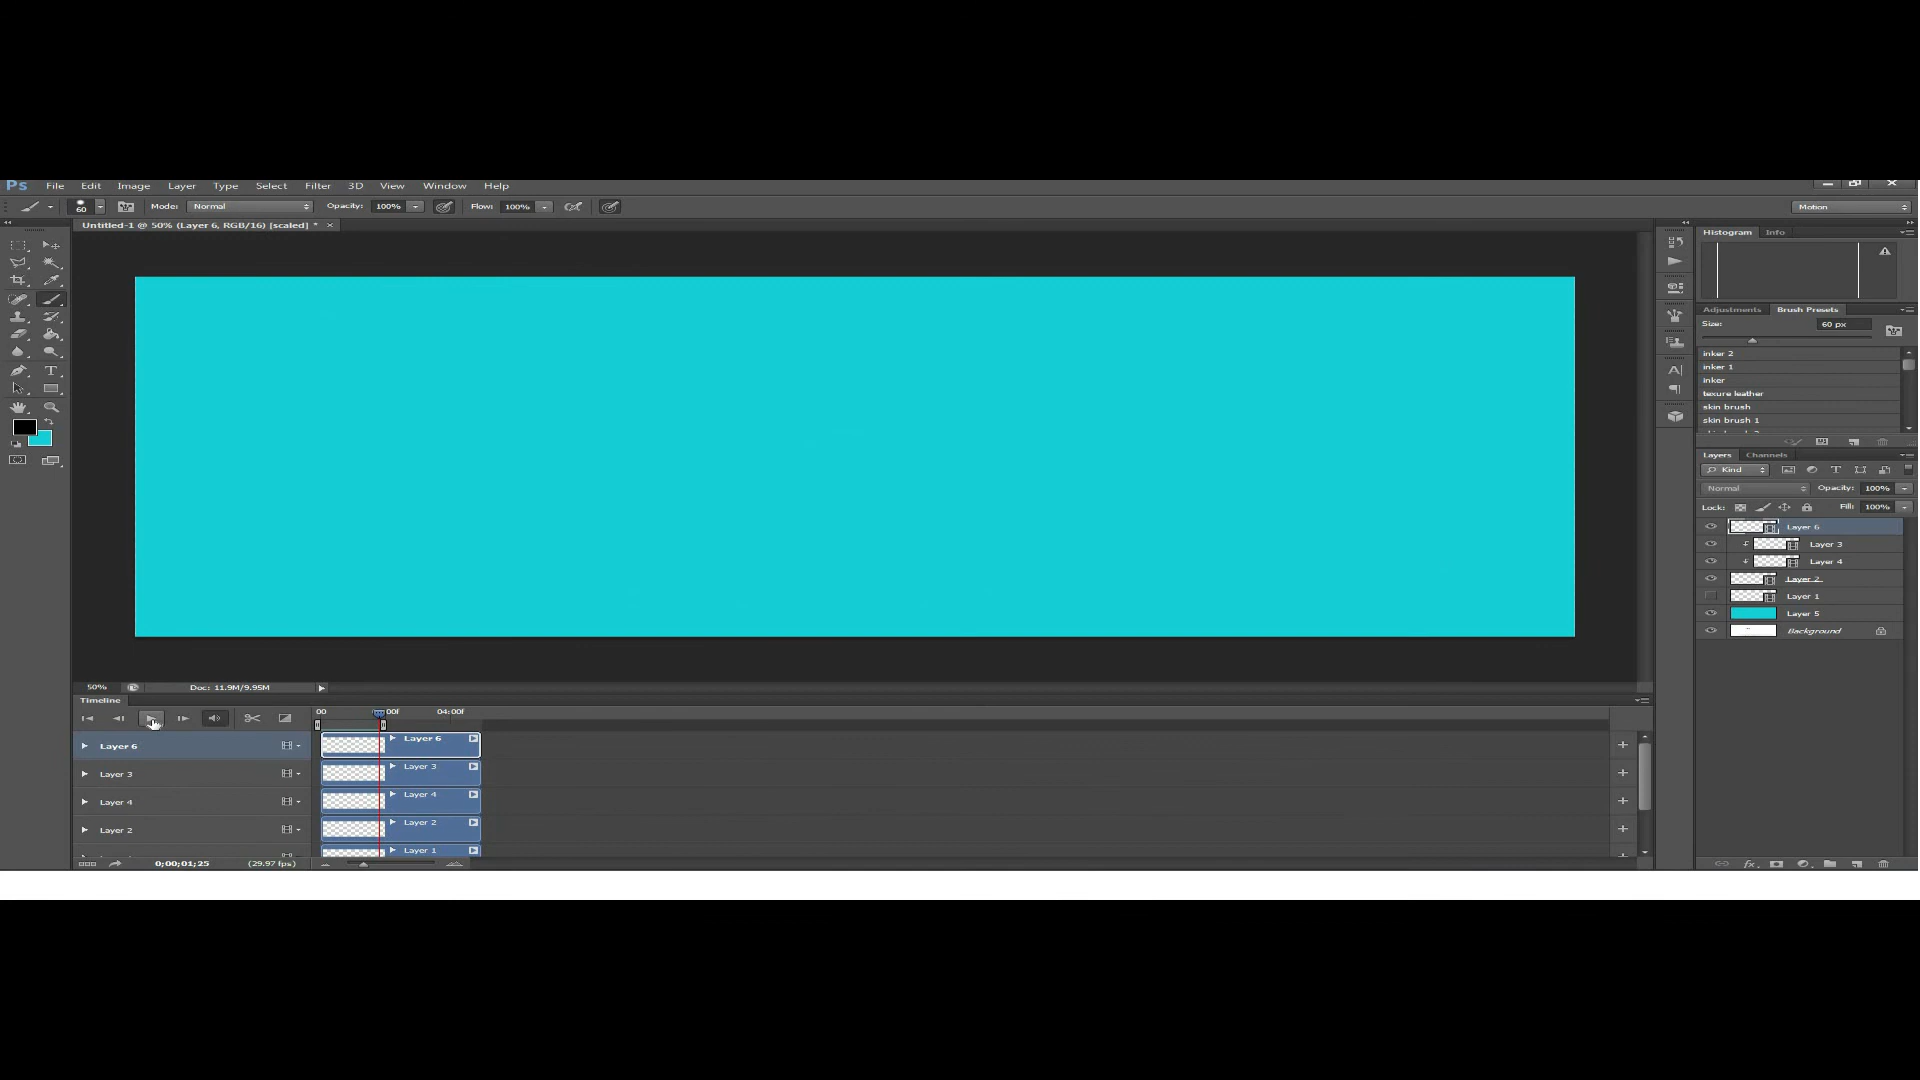 Ps File Edit Image Layer Type Select Filter 3D View Window Help
60 Mode: Normal Opacity: 100% Flow: 100% Motion
Untitled-1 @ 50% (Layer 6, RGB/16) [scaled] * ×
Histogram Info
Adjustments Brush Presets
Size: 60 px
inker 2
inker 1
inker
texure leather
skin brush
skin brush 1
Layers Channels
Kind
Normal Opacity: 100%
Lock: Fill: 100%
Layer 6
Layer 3
Layer 4
Layer 2
Layer 1
Layer 5
Background
50% Doc: 11.9M/9.95M
Timeline
00 00f 04:00f
Layer 6 Layer 6
Layer 3 Layer 3
Layer 4 Layer 4
Layer 2 Layer 2
Layer 1
0;00;01;25 (29.97 fps)
fx